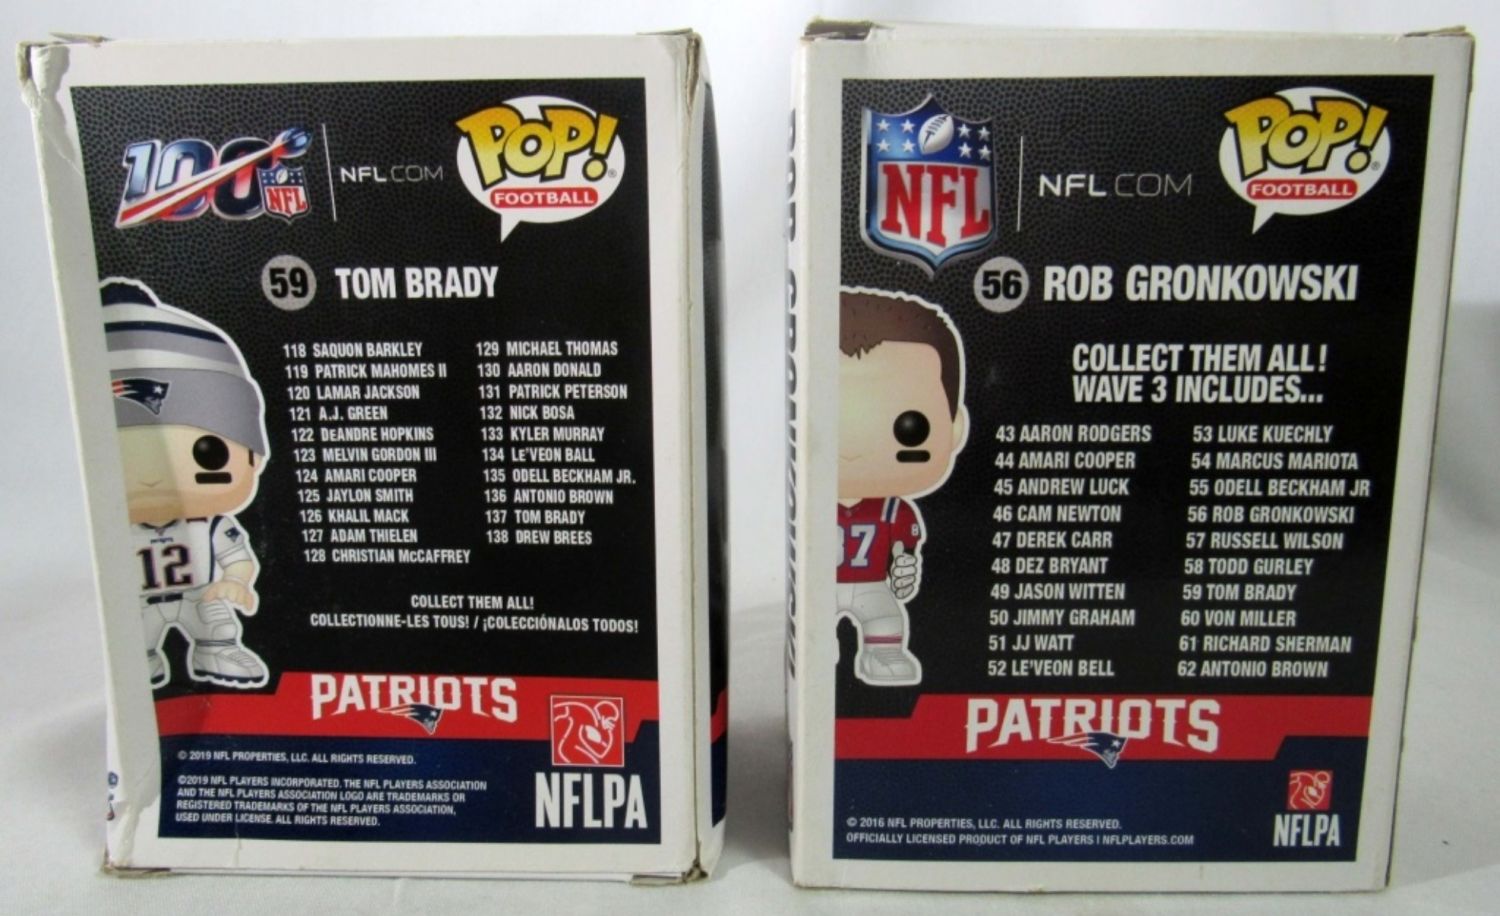 100
NFL
NFL.COM
POP!
FOOTBALL
59 TOM BRADY
118 SAQUON BARKLEY
119 PATRICK MAHOMES II
120 LAMAR JACKSON
121 A.J. GREEN
122 DEANDRE HOPKINS
123 MELVIN GORDON III
124 AMARI COOPER
125 JAYLON SMITH
126 KHALIL MACK
127 ADAM THIELEN
128 CHRISTIAN McCAFFREY
129 MICHAEL THOMAS
130 AARON DONALD
131 PATRICK PETERSON
132 NICK BOSA
133 KYLER MURRAY
134 LE'VEON BALL
135 ODELL BECKHAM JR.
136 ANTONIO BROWN
137 TOM BRADY
138 DREW BREES
12
COLLECT THEM ALL!
COLLECTIONNE-LES TOUS! / ¡COLECCIÓNALOS TODOS!
PATRIOTS
© 2019 NFL PROPERTIES, LLC. ALL RIGHTS RESERVED.
©2019 NFL PLAYERS INCORPORATED. THE NFL PLAYERS ASSOCIATION
AND THE NFL PLAYERS ASSOCIATION LOGO ARE TRADEMARKS OR
REGISTERED TRADEMARKS OF THE NFL PLAYERS ASSOCIATION,
USED UNDER LICENSE. ALL RIGHTS RESERVED.
NFLPA
NFL
NFL.COM
POP!
FOOTBALL
56 ROB GRONKOWSKI
COLLECT THEM ALL!
WAVE 3 INCLUDES...
43 AARON RODGERS
44 AMARI COOPER
45 ANDREW LUCK
46 CAM NEWTON
47 DEREK CARR
48 DEZ BRYANT
49 JASON WITTEN
50 JIMMY GRAHAM
51 JJ WATT
52 LE'VEON BELL
53 LUKE KUECHLY
54 MARCUS MARIOTA
55 ODELL BECKHAM JR
56 ROB GRONKOWSKI
57 RUSSELL WILSON
58 TODD GURLEY
59 TOM BRADY
60 VON MILLER
61 RICHARD SHERMAN
62 ANTONIO BROWN
87
PATRIOTS
© 2016 NFL PROPERTIES, LLC. ALL RIGHTS RESERVED.
OFFICIALLY LICENSED PRODUCT OF NFL PLAYERS | NFLPLAYERS.COM
NFLPA